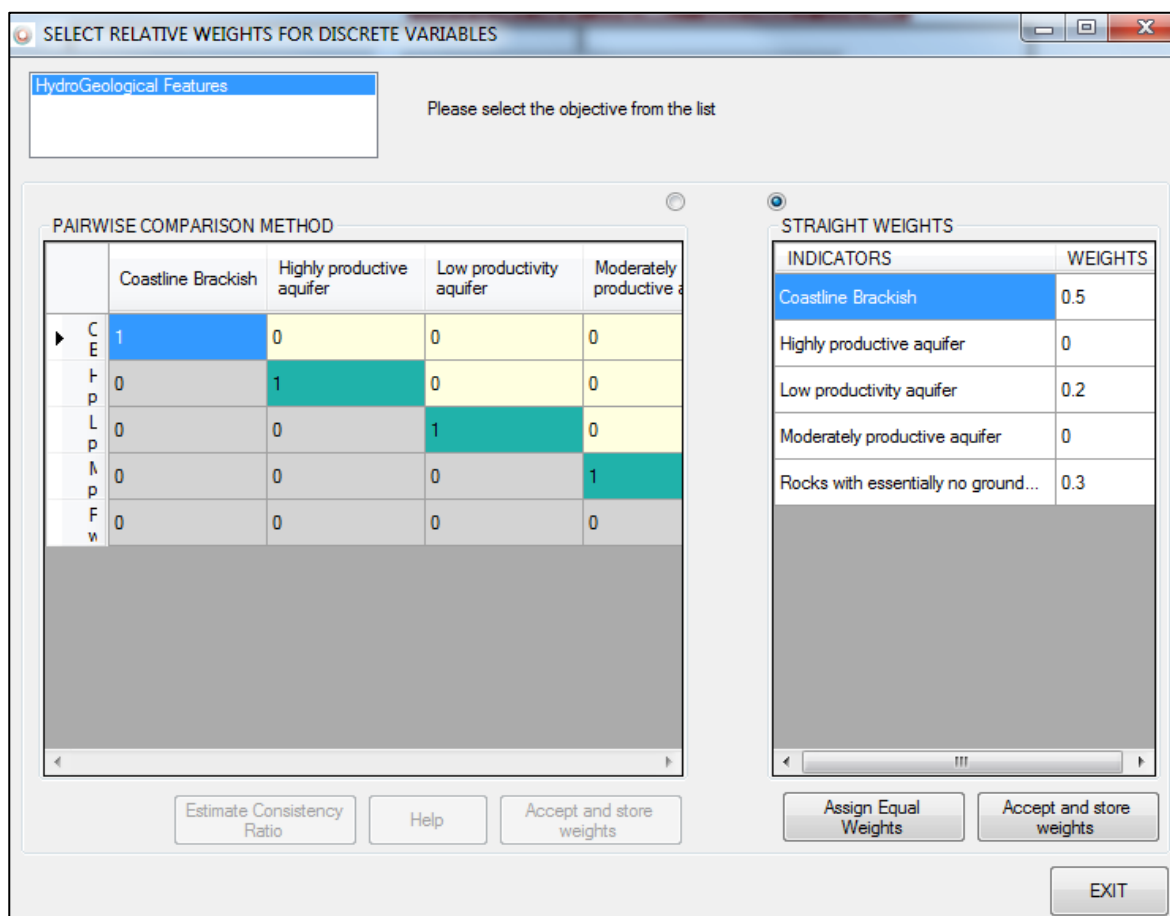 SELECT RELATIVE WEIGHTS FOR DISCRETE VARIABLES
HydroGeological Features
Please select the objective from the list
PAIRWISE COMPARISON METHOD
Coastline Brackish
Highly productive
aquifer
Low productivity
aquifer
Moderately
productive a
C
E
1
0
0
0
p
0
1
0
0
L
p
0
0
1
0
p
0
0
0
1
F
w
0
0
0
0
Estimate Consistency
Ratio
Help
Accept and store
weights
STRAIGHT WEIGHTS
INDICATORS
WEIGHTS
Coastline Brackish
0.5
Highly productive aquifer
0
Low productivity aquifer
0.2
Moderately productive aquifer
0
Rocks with essentially no ground...
0.3
Assign Equal
Weights
Accept and store
weights
EXIT